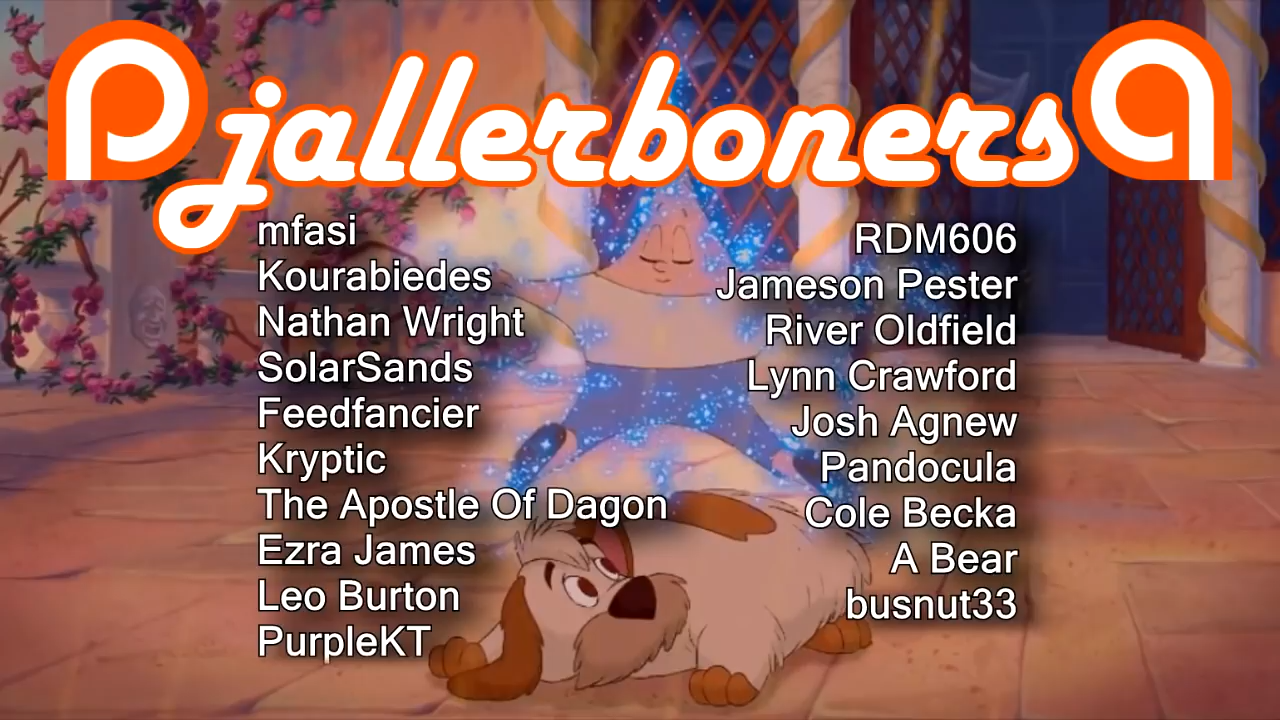 Pjallerbonersq
mfasi
Kourabiedes
Nathan Wright
SolarSands
Feedfancier
Kryptic
The Apostle Of Dagon
Ezra James
Leo Burton
PurpleKT
RDM606
Jameson Pester
River Oldfield
Lynn Crawford
Josh Agnew
Pandocula
Cole Becka
A Bear
busnut33